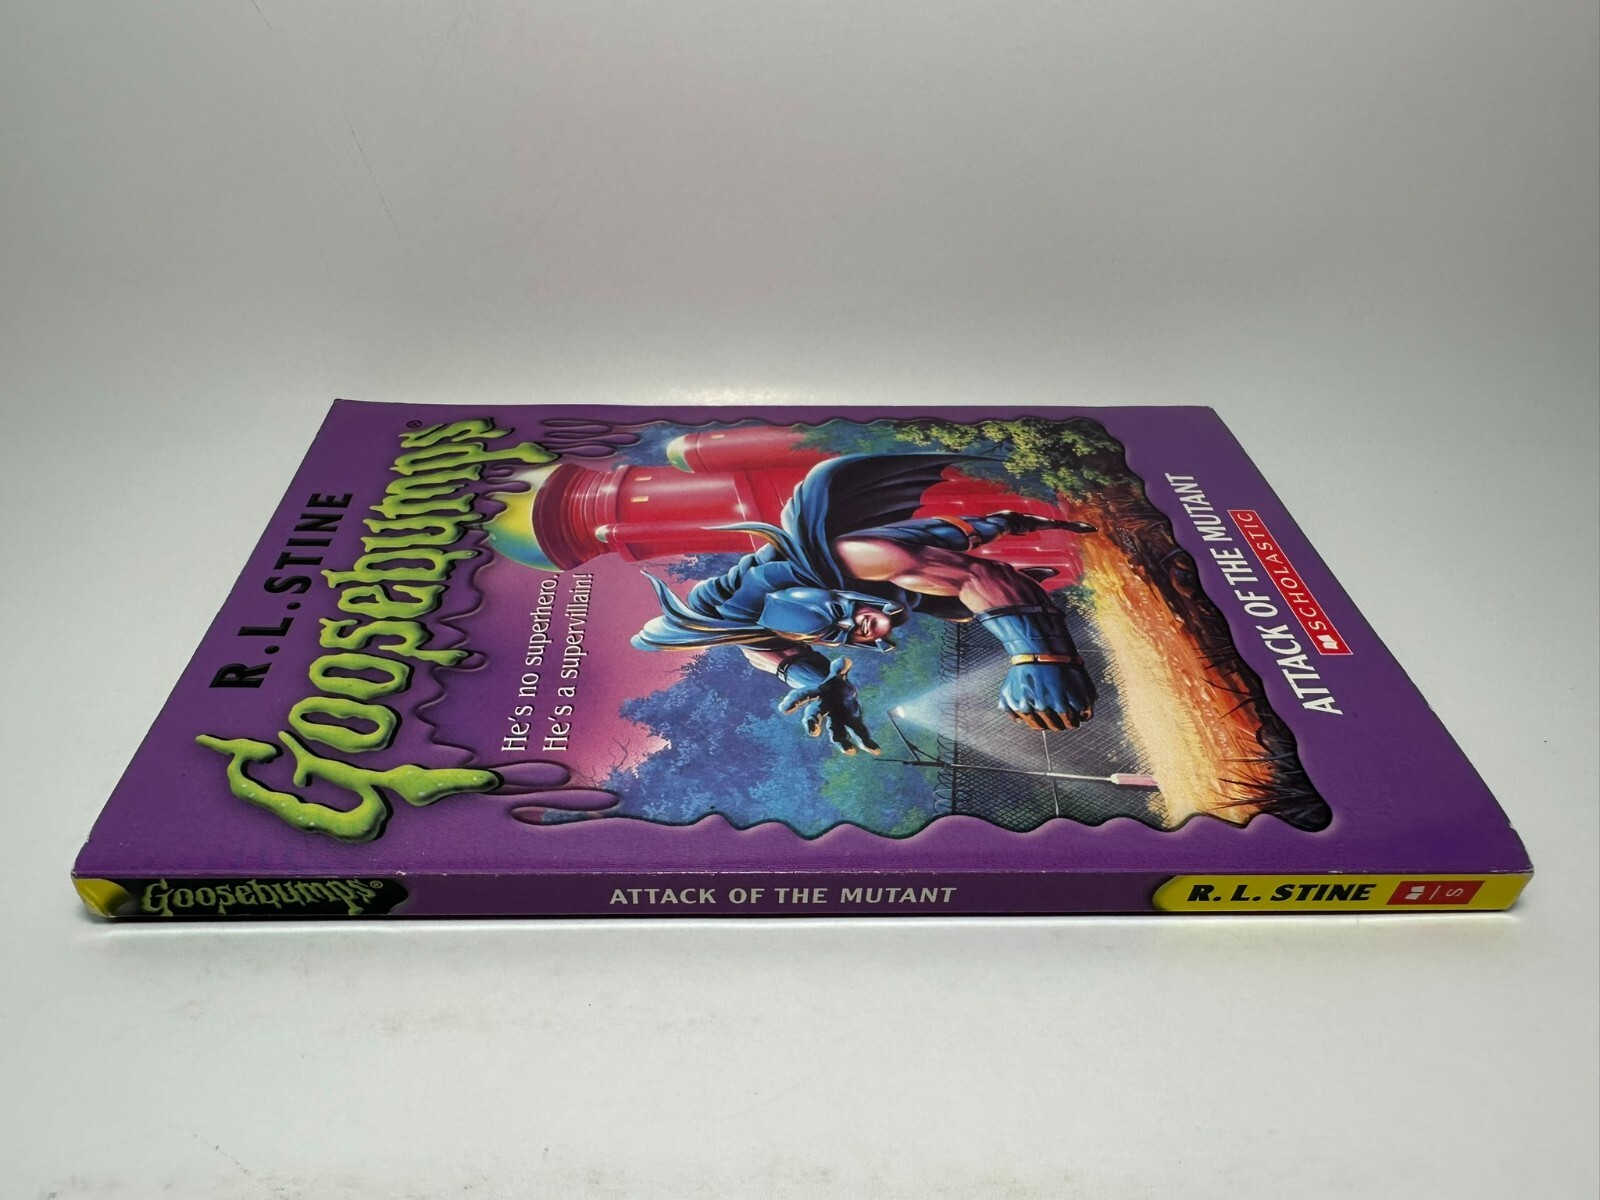 R.L.STINE
Goosebumps®
He's no superhero.
He's a supervillain!
ATTACK OF THE MUTANT
SCHOLASTIC
Goosebumps®
ATTACK OF THE MUTANT
R. L. STINE
S